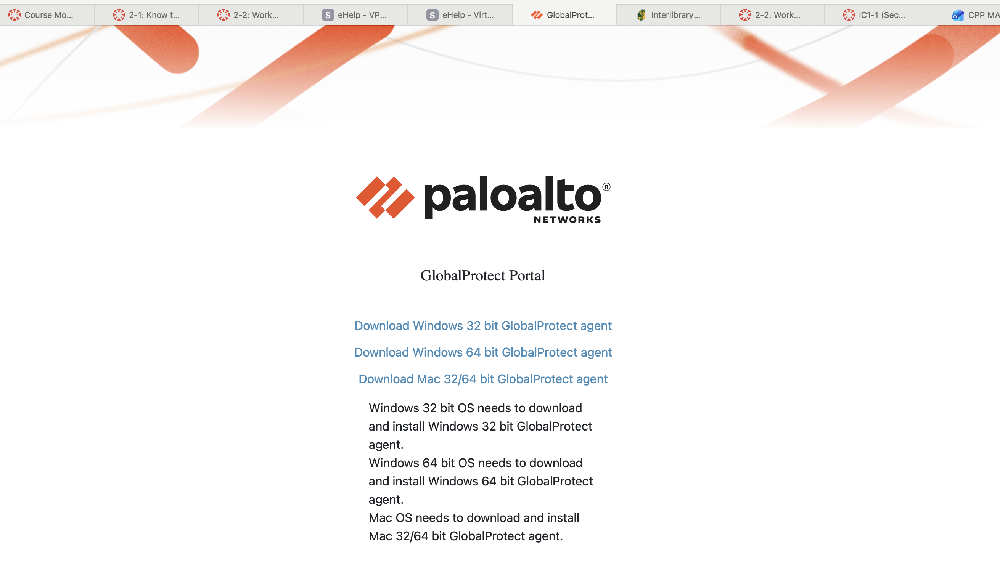 Course Mo...
2-1: Know t...
2-2: Work...
S eHelp - VP...
S eHelp - Virt...
GlobalProt...
Interlibrary...
2-2: Work...
IC1-1 (Sec...
CPP MA
paloalto®
NETWORKS
GlobalProtect Portal
Download Windows 32 bit GlobalProtect agent
Download Windows 64 bit GlobalProtect agent
Download Mac 32/64 bit GlobalProtect agent
Windows 32 bit OS needs to download
and install Windows 32 bit GlobalProtect
agent.
Windows 64 bit OS needs to download
and install Windows 64 bit GlobalProtect
agent.
Mac OS needs to download and install
Mac 32/64 bit GlobalProtect agent.